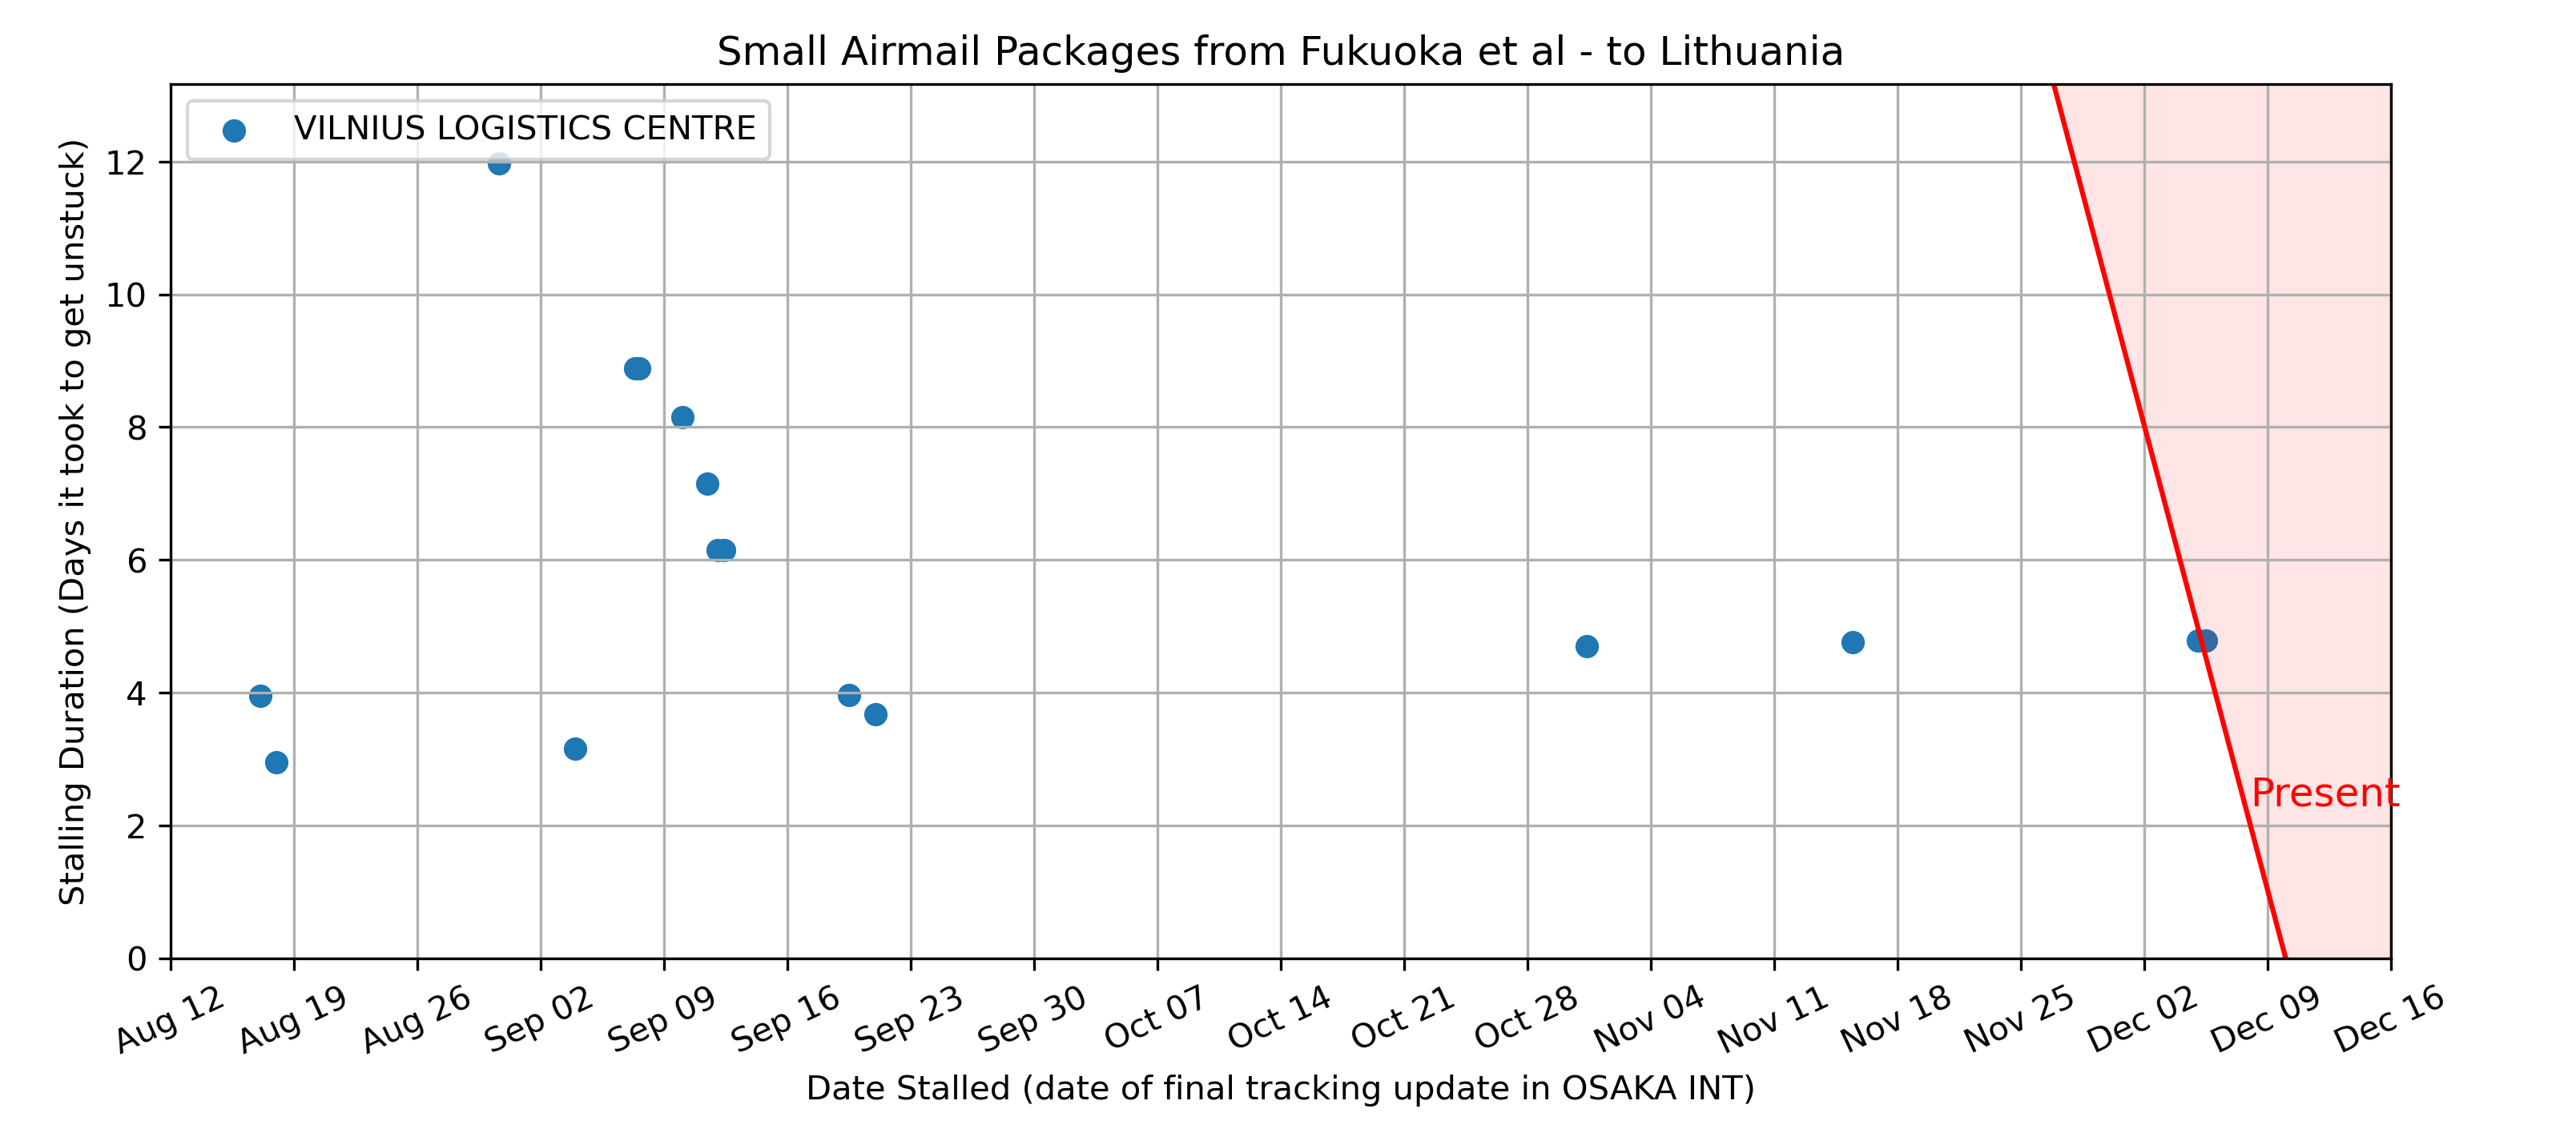 Small Airmail Packages from Fukuoka et al - to Lithuania
VILNIUS LOGISTICS CENTRE
Stalling Duration (Days it took to get unstuck)
12
10
8
6
4
2
0
Present
Aug 12
Aug 19
Aug 26
Sep 02
Sep 09
Sep 16
Sep 23
Sep 30
Oct 07
Oct 14
Oct 21
Oct 28
Nov 04
Nov 11
Nov 18
Nov 25
Dec 02
Dec 09
Dec 16
Date Stalled (date of final tracking update in OSAKA INT)